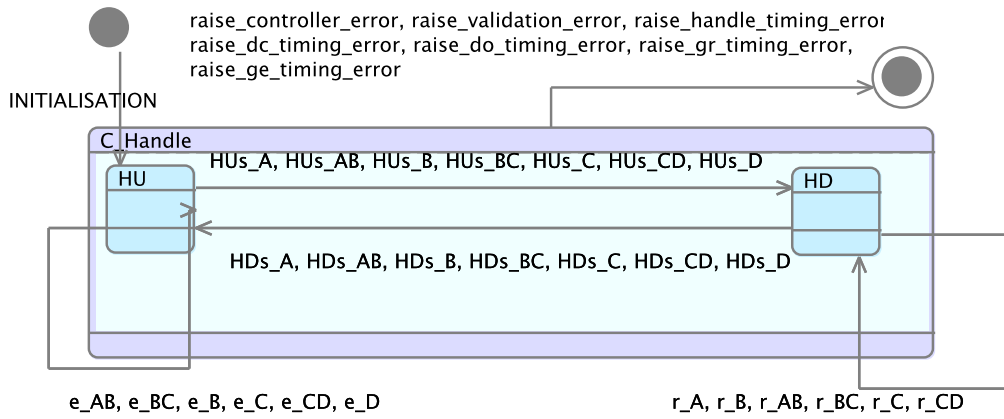 raise_controller_error, raise_validation_error, raise_handle_timing_error
raise_dc_timing_error, raise_do_timing_error, raise_gr_timing_error,
raise_ge_timing_error
INITIALISATION
C_Handle
HUs_A, HUs_AB, HUs_B, HUs_BC, HUs_C, HUs_CD, HUs_D
HU
HD
HDs_A, HDs_AB, HDs_B, HDs_BC, HDs_C, HDs_CD, HDs_D
e_AB, e_BC, e_B, e_C, e_CD, e_D
r_A, r_B, r_AB, r_BC, r_C, r_CD